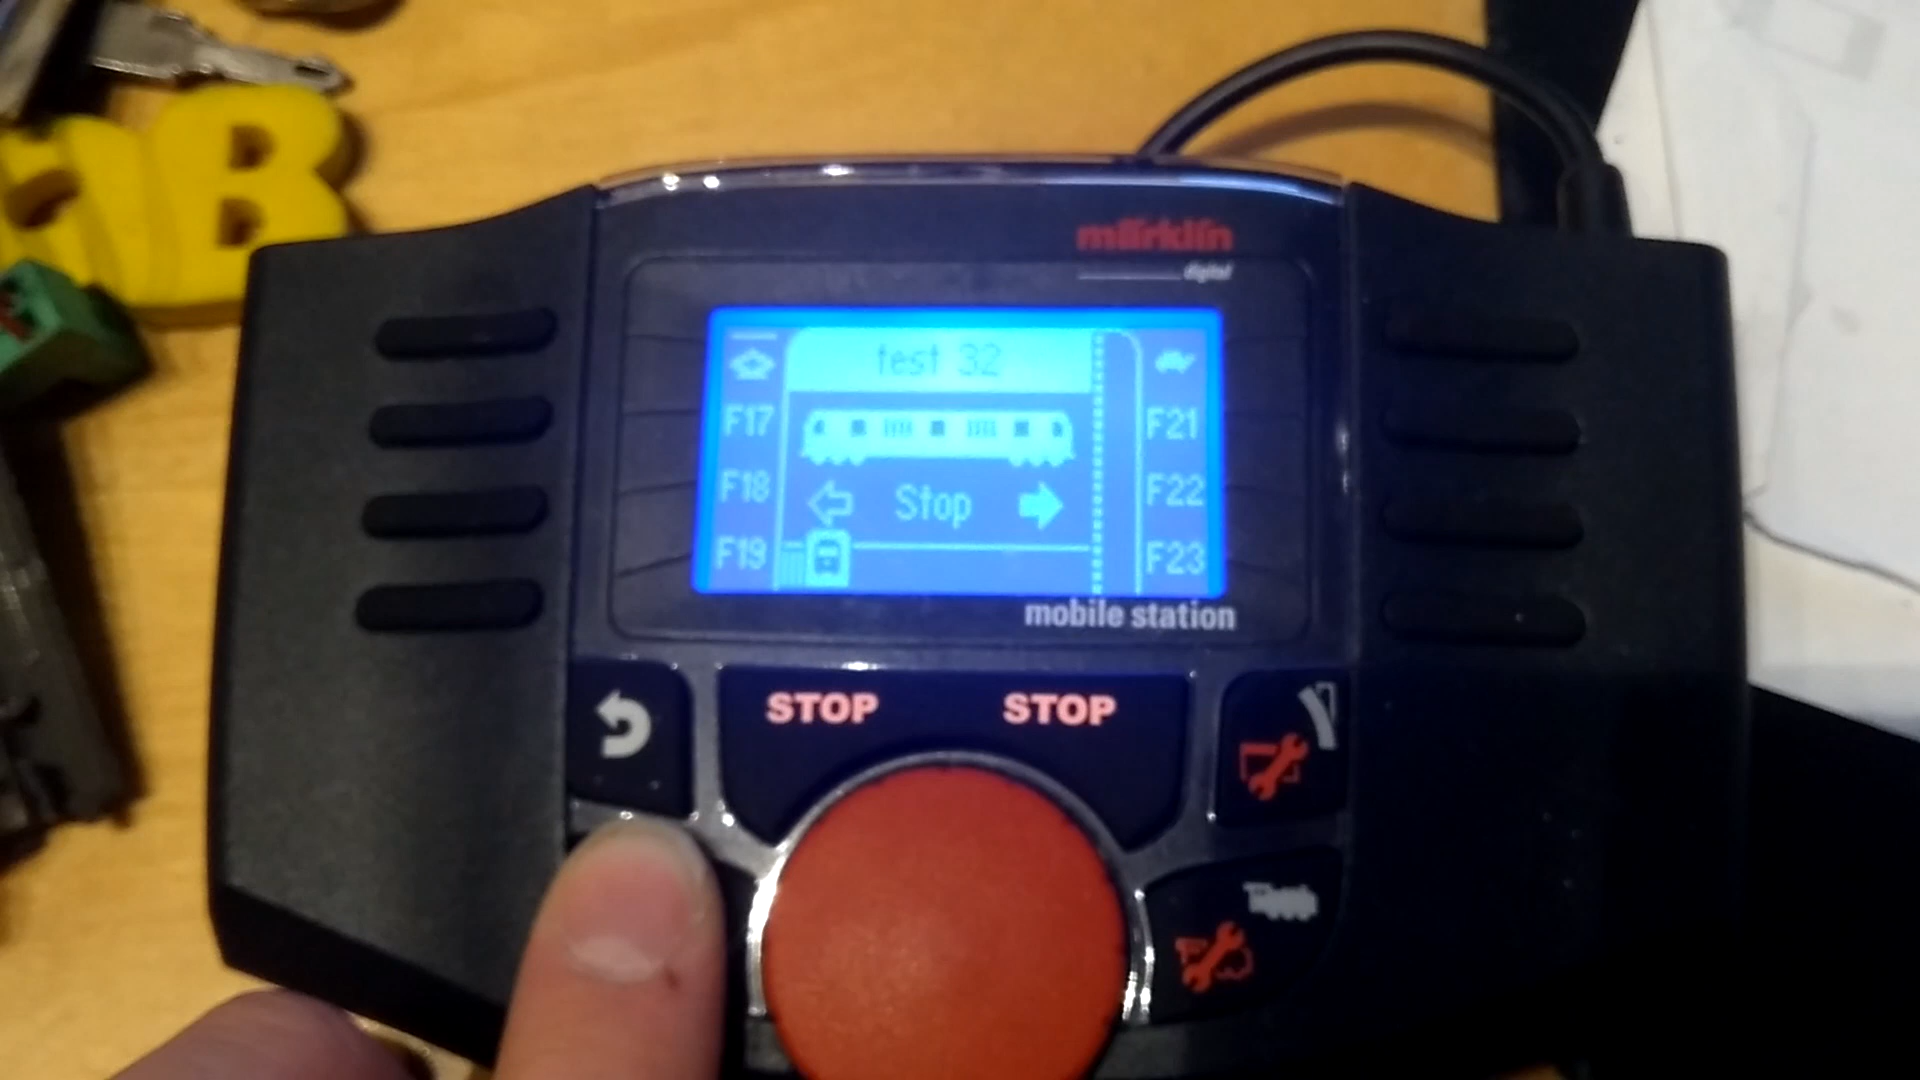 B
märklin
digital
test 32
F17
F21
F18
Stop
F22
F19
F23
mobile station
STOP STOP